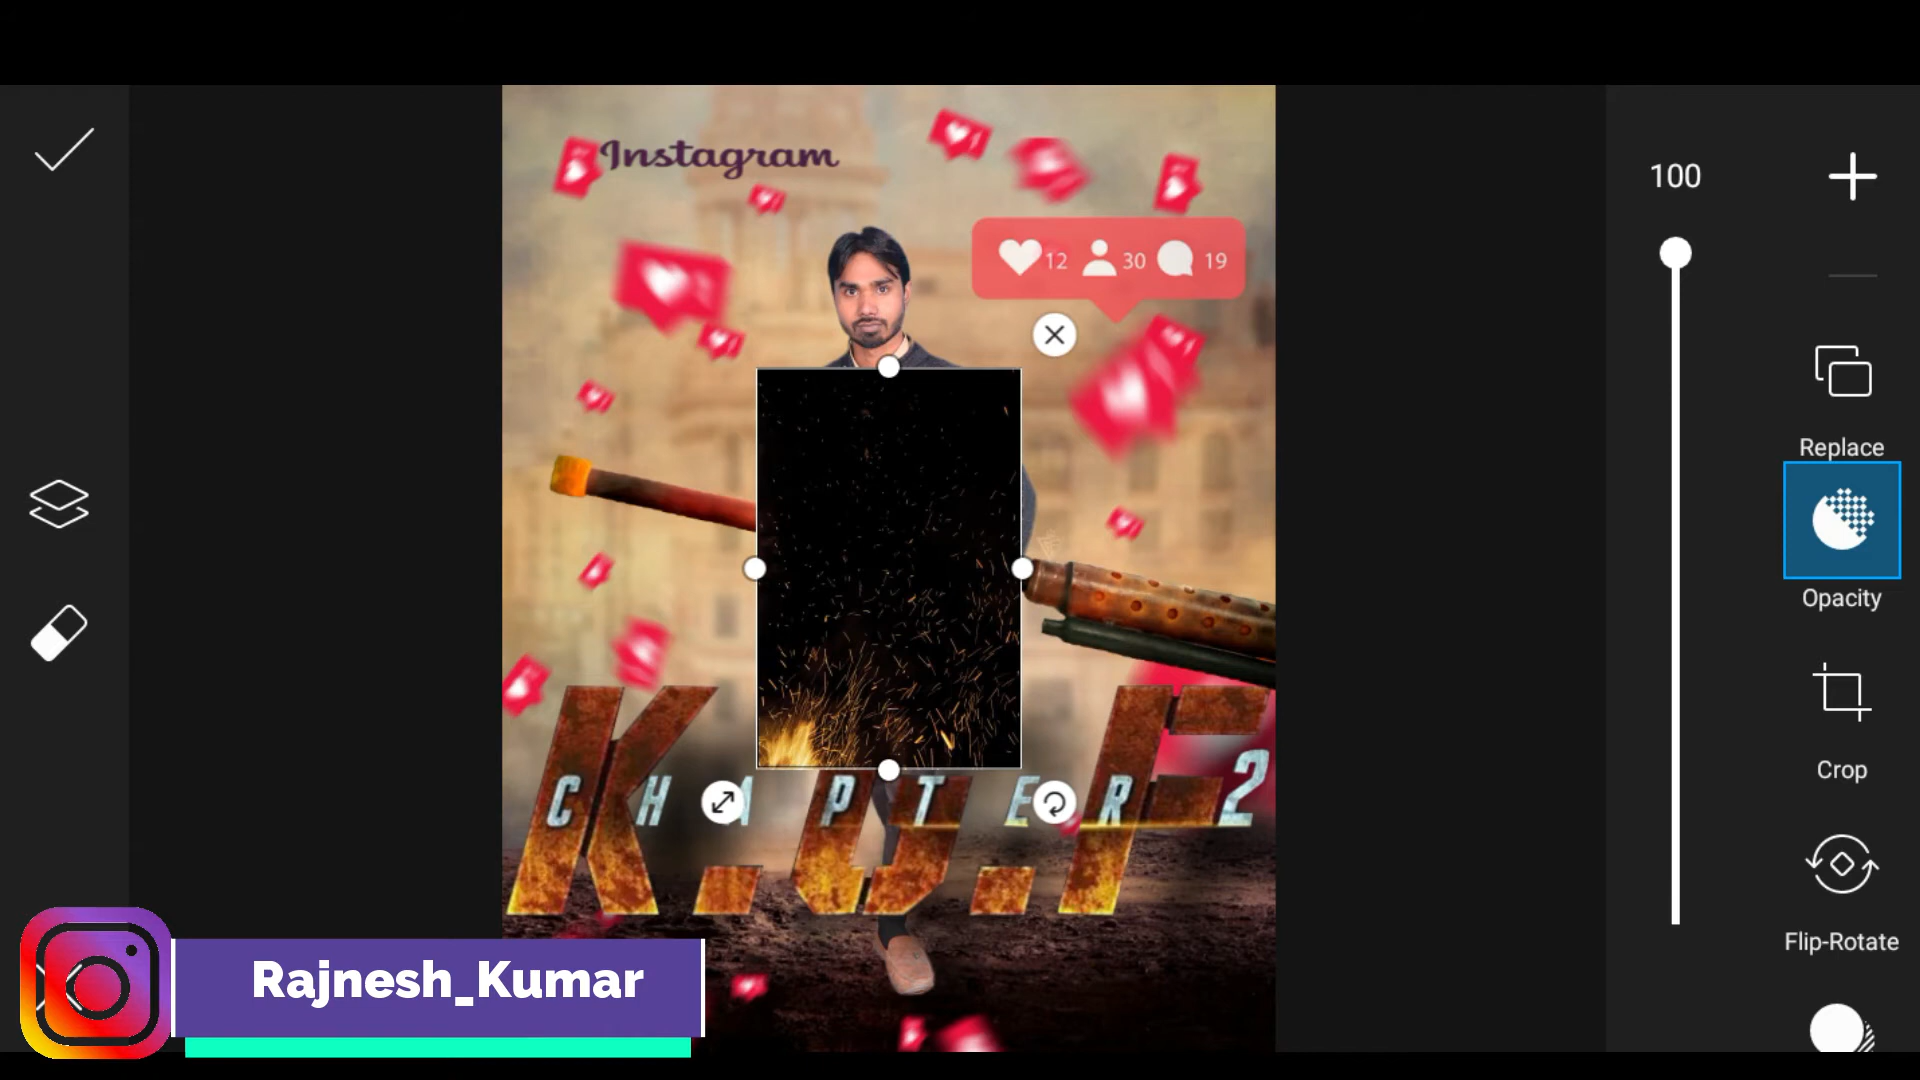 Instagram
100
12 30 19
Replace
Opacity
Crop
Flip-Rotate
K.G.F
CHAPTER 2
Rajnesh_Kumar